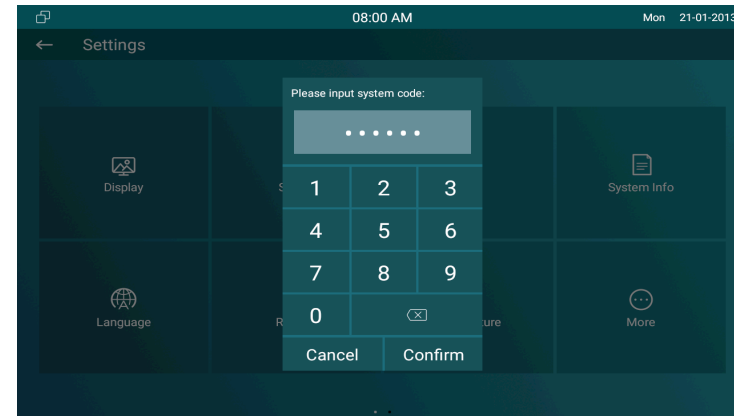 08:00 AM Mon 21-01-2013
Settings
Please input system code:
Display
System Info
1 2 3
4 5 6
7 8 9
0
Language
More
Cancel Confirm